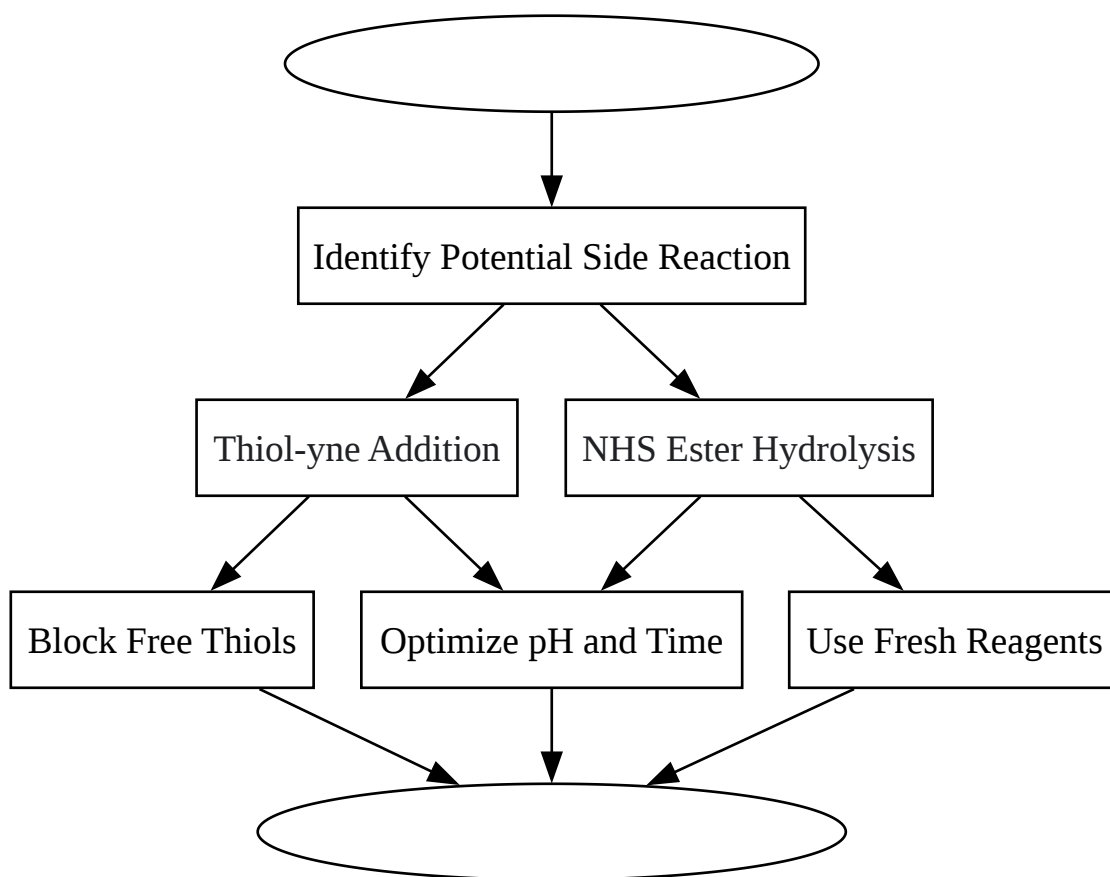 Identify Potential Side Reaction
Thiol-yne Addition
NHS Ester Hydrolysis
Block Free Thiols
Optimize pH and Time
Use Fresh Reagents